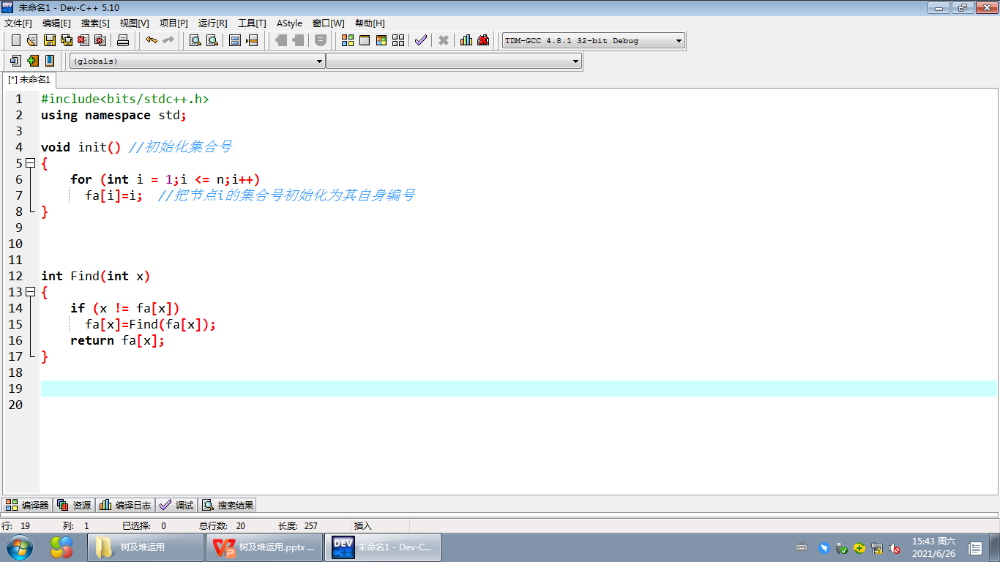 未命名1 - Dev-C++ 5.10
文件[F] 编辑[E] 搜索[S] 视图[V] 项目[P] 运行[R] 工具[T] AStyle 窗口[W] 帮助[H]
TDM-GCC 4.8.1 32-bit Debug
(globals)
[*] 未命名1
1 #include<bits/stdc++.h>
2 using namespace std;
3
4 void init() //初始化集合号
5 {
6 for (int i = 1;i <= n;i++)
7 fa[i]=i; //把节点i的集合号初始化为其自身编号
8 }
9
10
11
12 int Find(int x)
13 {
14 if (x != fa[x])
15 fa[x]=Find(fa[x]);
16 return fa[x];
17 }
18
19
20
编译器 资源 编译日志 调试 搜索结果
行: 19 列: 1 已选择: 0 总行数: 20 长度: 257 插入
树及堆运用 树及堆运用.pptx ... DEV 未命名1 - Dev-C... 15:43 周六
2021/6/26